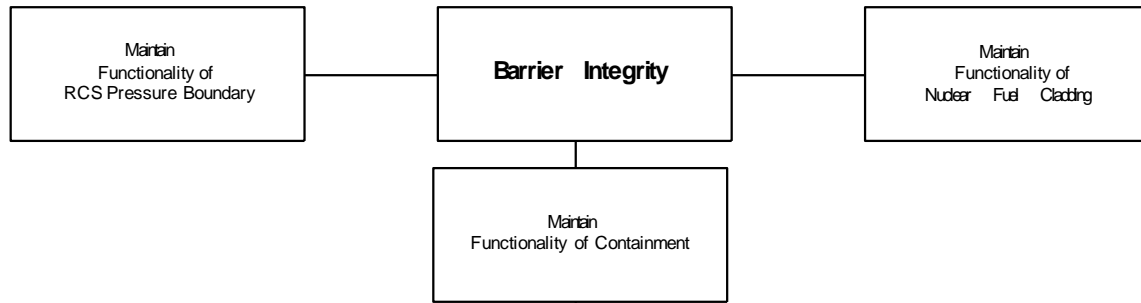 Maintain
Functionality of
RCS Pressure Boundary
Barrier Integrity
Maintain
Functionality of
Nuclear Fuel Cladding
Maintain
Functionality of Containment